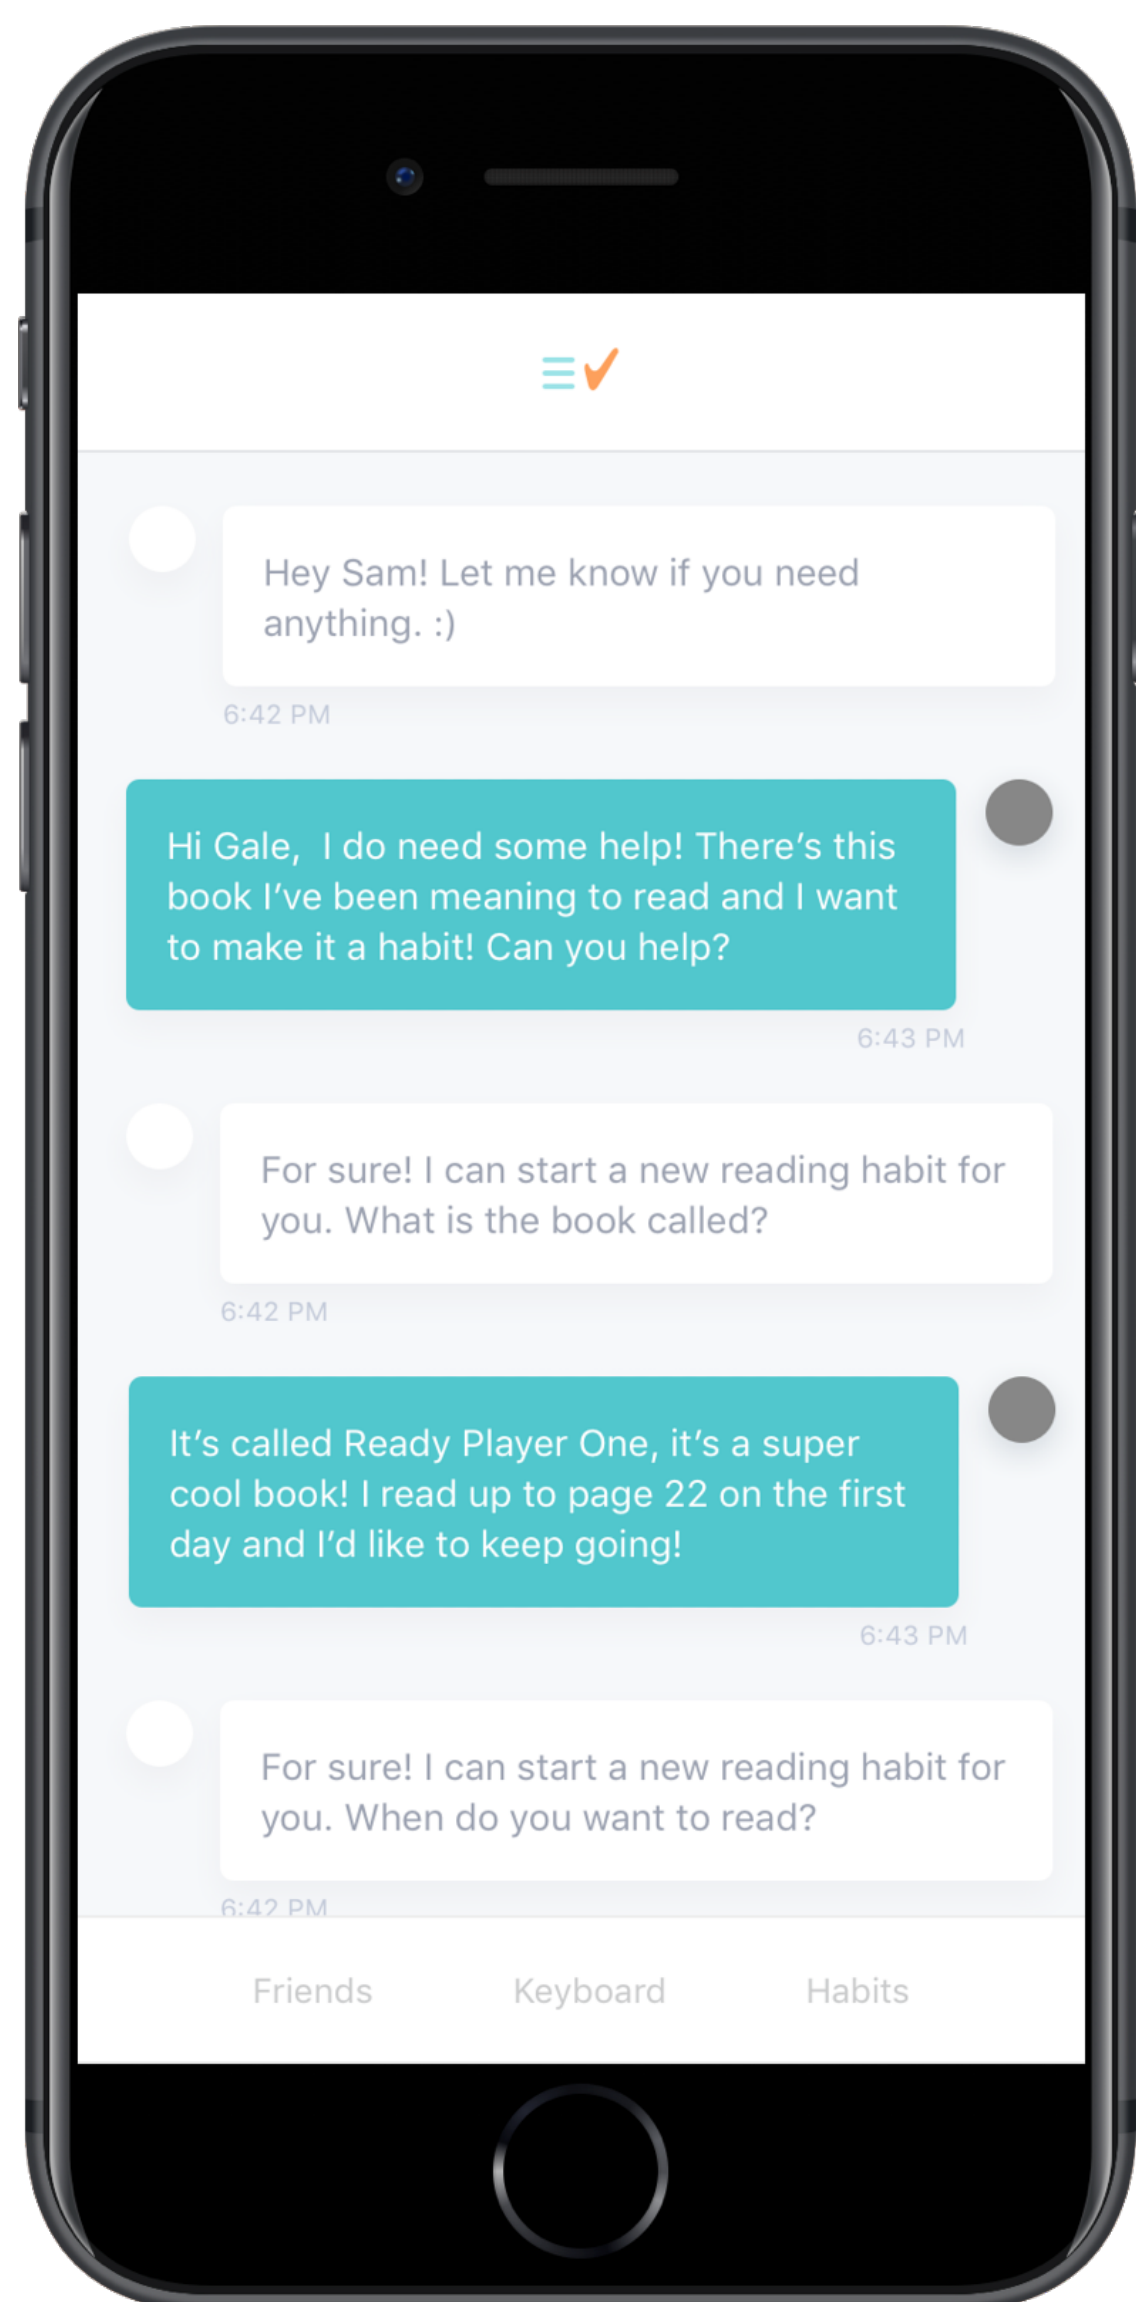 Hey Sam! Let me know if you need
anything. :)
6:42 PM
Hi Gale,  I do need some help! There’s this
book I’ve been meaning to read and I want
to make it a habit! Can you help?
6:43 PM
For sure! I can start a new reading habit for
you. What is the book called?
6:42 PM
It’s called Ready Player One, it’s a super
cool book! I read up to page 22 on the first
day and I’d like to keep going!
6:43 PM
For sure! I can start a new reading habit for
you. When do you want to read?
6:42 PM
Friends Keyboard Habits